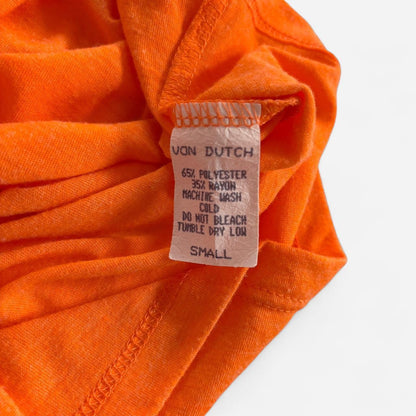 VON DUTCH
65% POLYESTER
35% RAYON
MACHINE WASH
COLD
DO NOT BLEACH
TUMBLE DRY LOW
SMALL